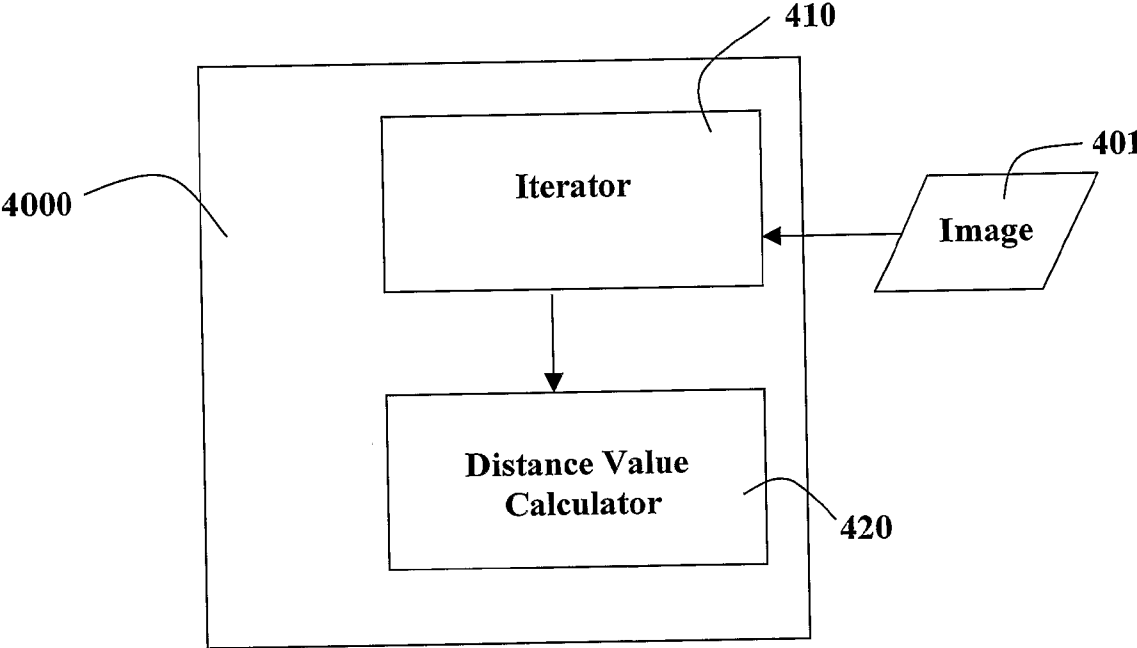 410
401
Iterator
4000
Image
Distance Value
Calculator
420